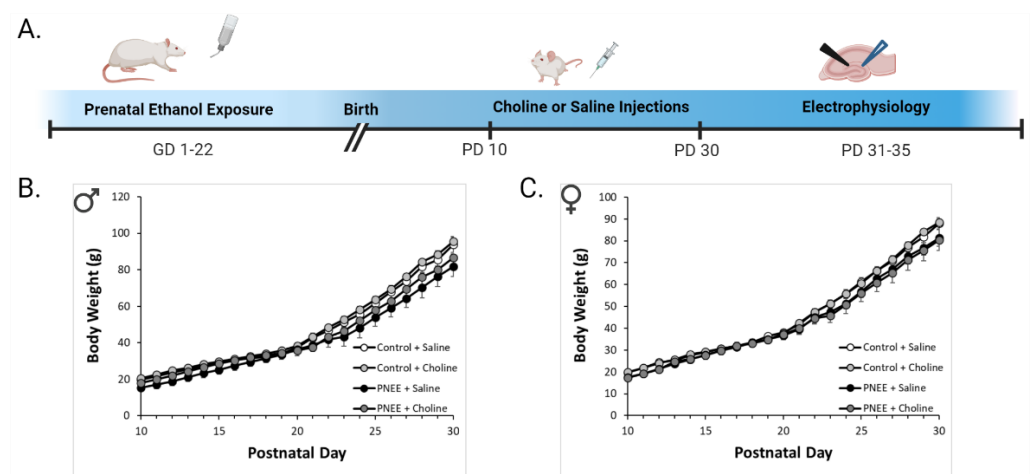 A.
Prenatal Ethanol Exposure
Birth
Choline or Saline Injections
Electrophysiology
GD 1-22
PD 10
PD 30
PD 31-35
B.
♂
120
100
80
60
40
20
0
10
15
20
25
30
Body Weight (g)
Postnatal Day
Control + Saline
Control + Choline
PNEE + Saline
PNEE + Choline
C.
♀
100
90
80
70
60
50
40
30
20
10
0
10
15
20
25
30
Body Weight (g)
Postnatal Day
Control + Saline
Control + Choline
PNEE + Saline
PNEE + Choline